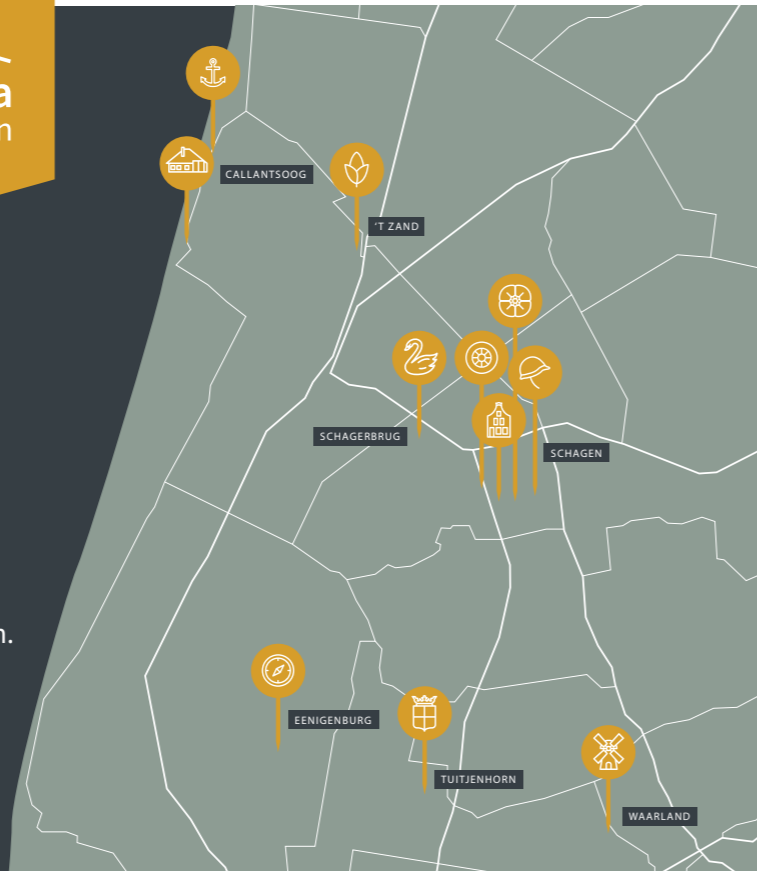 a
n
CALLANTSOOG
'T ZAND
SCHAGERBRUG
SCHAGEN
n.
EENIGENBURG
TUITJENHORN
WAARLAND